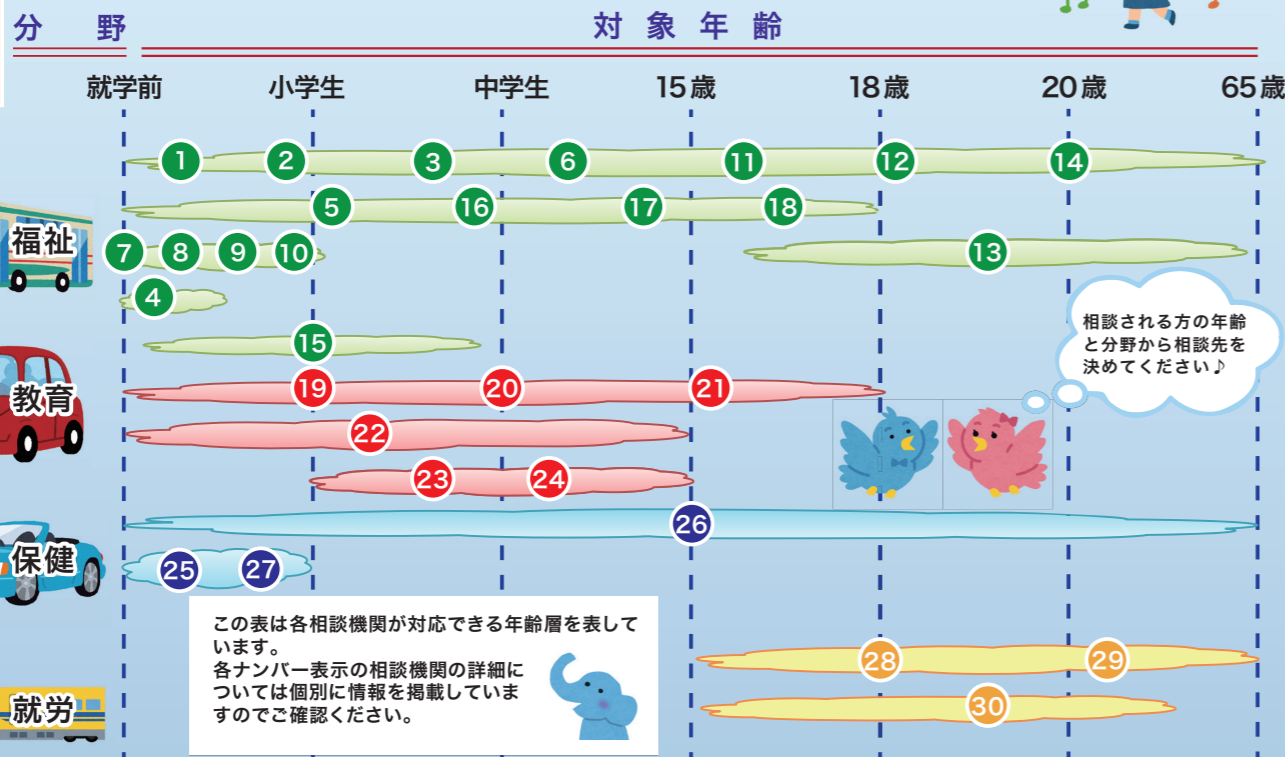 分野 対象年齢
就学前 小学生 中学生 15歳 18歳 20歳 65歳
1 2 3 6 11 12 14
5 16 17 18
福祉
7 8 9 10 13
4
相談される方の年齢
と分野から相談先を
決めてください♪
15
教育
19 20 21
22
23 24
26
保健
25 27
この表は各相談機関が対応できる年齢層を表して
います。
各ナンバー表示の相談機関の詳細に
ついては個別に情報を掲載していま
すのでご確認ください。
28 29
就労
30